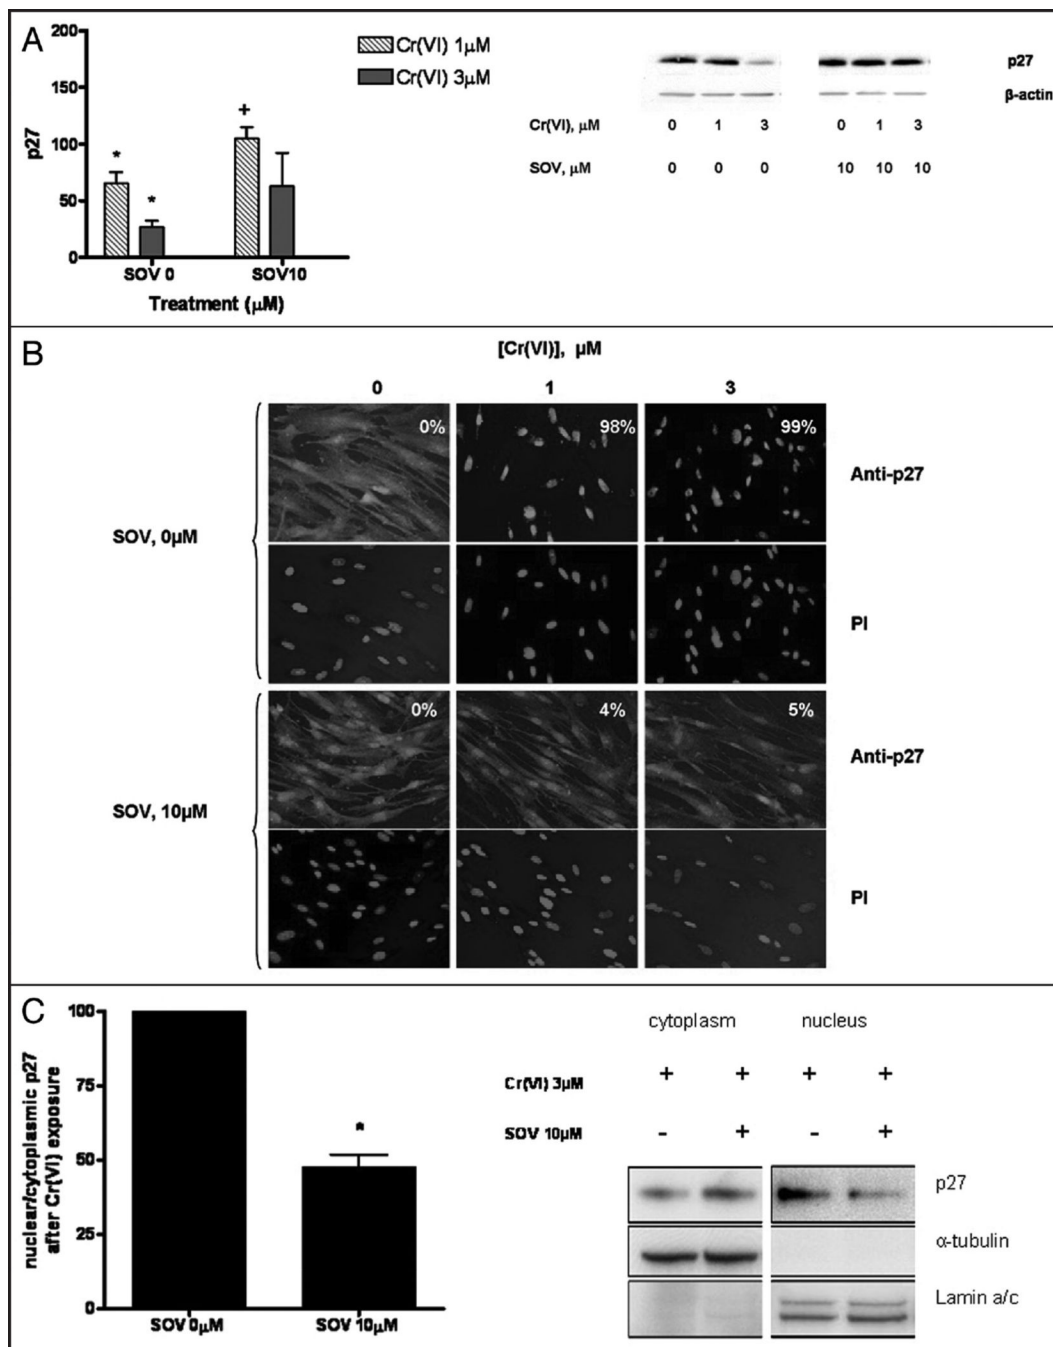 A
200
150
100
50
0
p27
*
*
+
SOV 0
SOV10
Treatment (μM)
Cr(VI) 1μM
Cr(VI) 3μM
p27
β-actin
Cr(VI), μM 0 1 3 0 1 3
SOV, μM 0 0 0 10 10 10
B
[Cr(VI)], μM
0 1 3
0% 98% 99%
Anti-p27
SOV, 0μM
PI
0% 4% 5%
Anti-p27
SOV, 10μM
PI
C
100
75
50
25
0
nuclear/cytoplasmic p27
after Cr(VI) exposure
*
SOV 0μM
SOV 10μM
cytoplasm nucleus
Cr(VI) 3μM + + + +
SOV 10μM - + - +
p27
α-tubulin
Lamin a/c